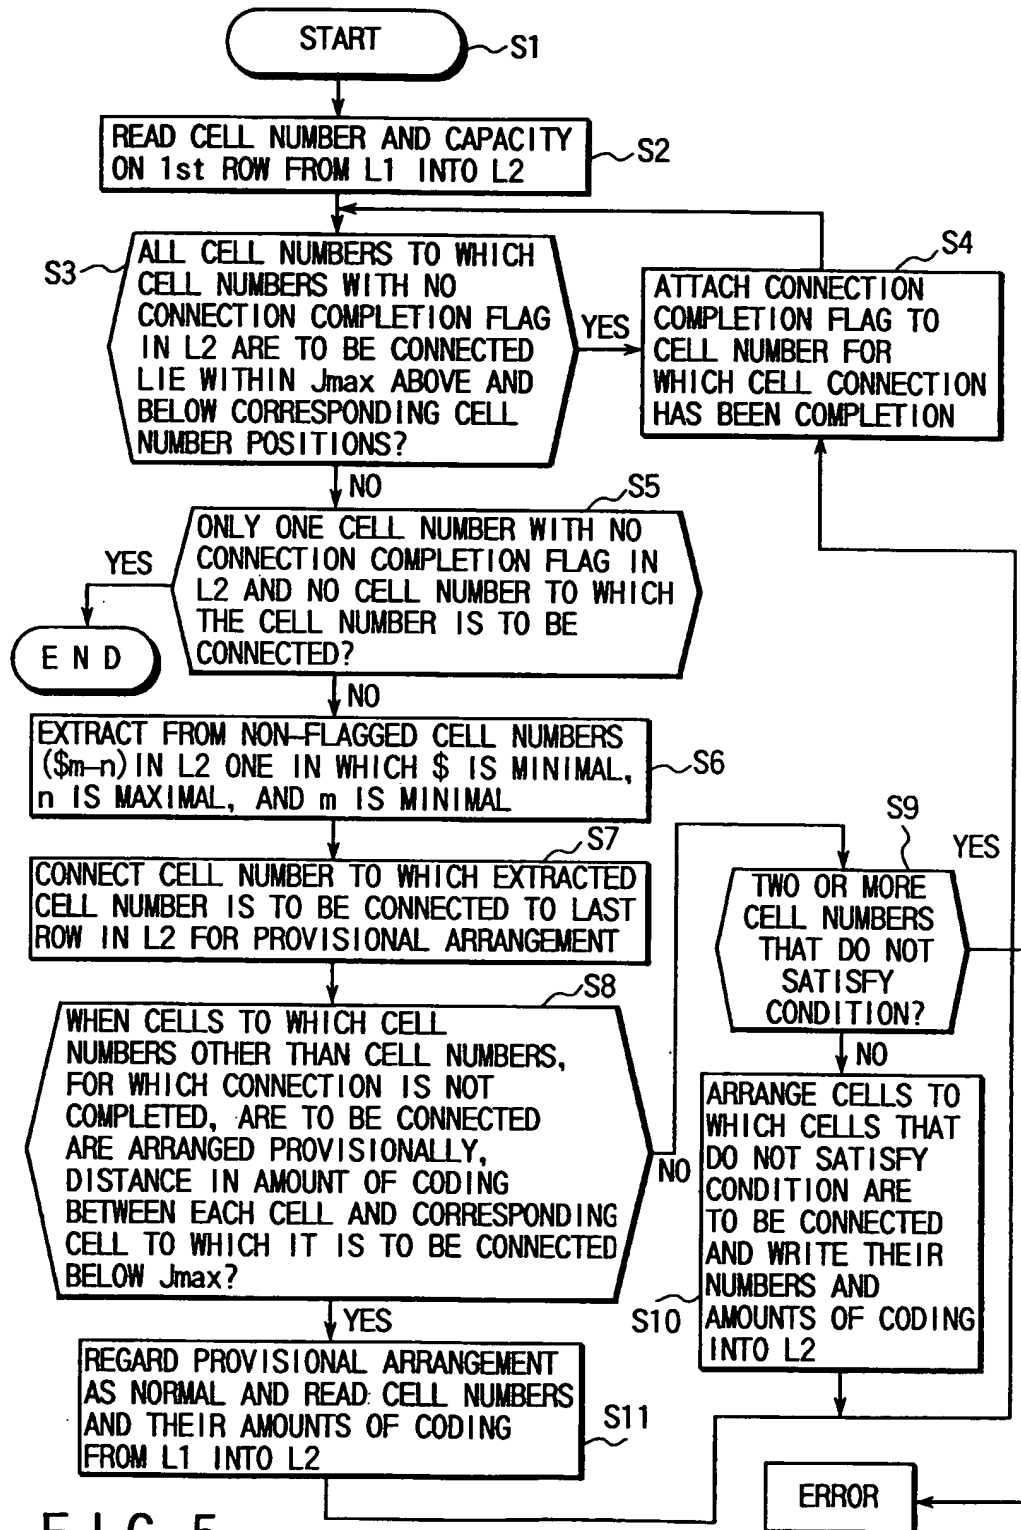 START
S1
READ CELL NUMBER AND CAPACITY
ON 1st ROW FROM L1 INTO L2
S2
S3
ALL CELL NUMBERS TO WHICH
CELL NUMBERS WITH NO
CONNECTION COMPLETION FLAG
IN L2 ARE TO BE CONNECTED
LIE WITHIN Jmax ABOVE AND
BELOW CORRESPONDING CELL
NUMBER POSITIONS?
YES
S4
ATTACH CONNECTION
COMPLETION FLAG TO
CELL NUMBER FOR
WHICH CELL CONNECTION
HAS BEEN COMPLETION
NO
S5
ONLY ONE CELL NUMBER WITH NO
CONNECTION COMPLETION FLAG IN
L2 AND NO CELL NUMBER TO WHICH
THE CELL NUMBER IS TO BE
CONNECTED?
YES
END
NO
EXTRACT FROM NON-FLAGGED CELL NUMBERS
($m-n) IN L2 ONE IN WHICH $ IS MINIMAL,
n IS MAXIMAL, AND m IS MINIMAL
S6
S7
CONNECT CELL NUMBER TO WHICH EXTRACTED
CELL NUMBER IS TO BE CONNECTED TO LAST
ROW IN L2 FOR PROVISIONAL ARRANGEMENT
S8
WHEN CELLS TO WHICH CELL
NUMBERS OTHER THAN CELL NUMBERS,
FOR WHICH CONNECTION IS NOT
COMPLETED, ARE TO BE CONNECTED
ARE ARRANGED PROVISIONALLY,
DISTANCE IN AMOUNT OF CODING
BETWEEN EACH CELL AND CORRESPONDING
CELL TO WHICH IT IS TO BE CONNECTED
BELOW Jmax?
NO
S9
YES
TWO OR MORE
CELL NUMBERS
THAT DO NOT
SATISFY
CONDITION?
NO
ARRANGE CELLS TO
WHICH CELLS THAT
DO NOT SATISFY
CONDITION ARE
TO BE CONNECTED
AND WRITE THEIR
NUMBERS AND
AMOUNTS OF CODING
INTO L2
S10
YES
REGARD PROVISIONAL ARRANGEMENT
AS NORMAL AND READ CELL NUMBERS
AND THEIR AMOUNTS OF CODING
FROM L1 INTO L2
S11
ERROR
FIG. 5